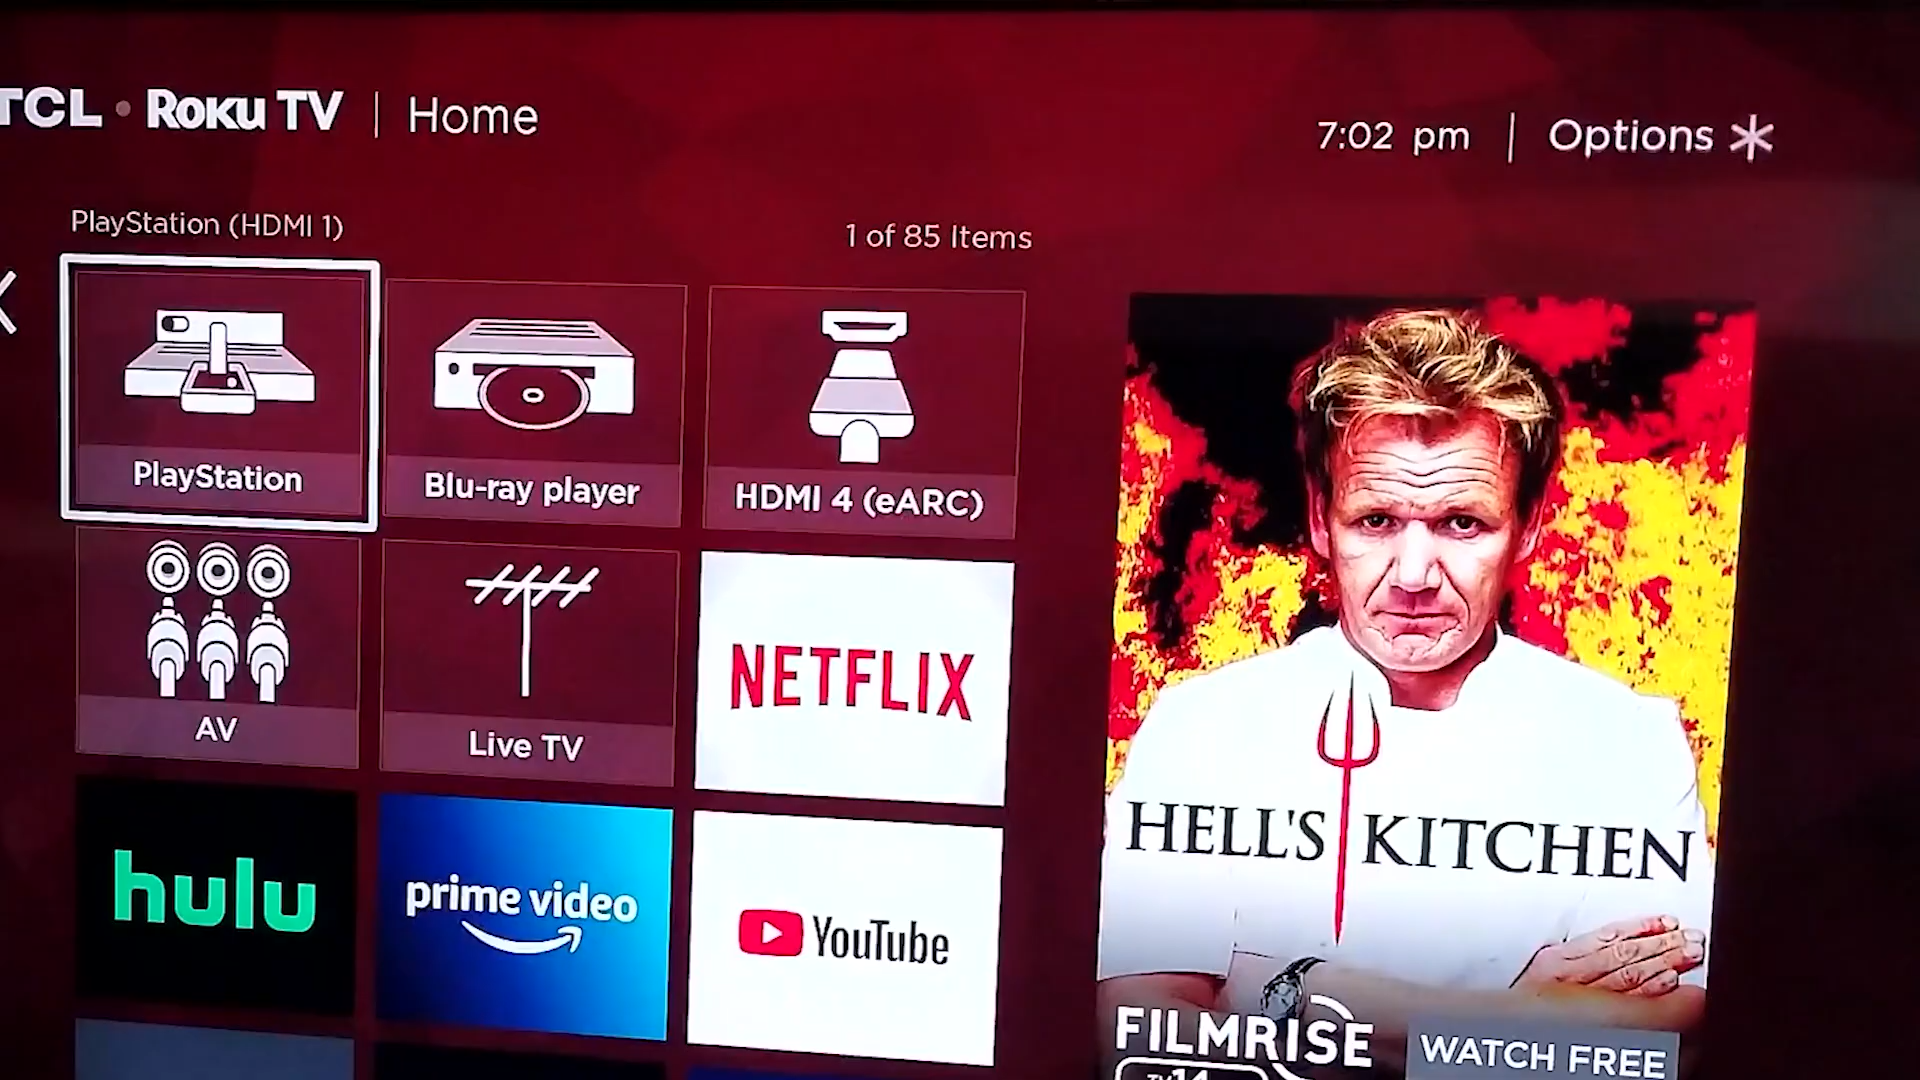 TCL • Roku TV | Home
7:02 pm | Options
PlayStation (HDMI 1)
1 of 85 Items
PlayStation
Blu-ray player
HDMI 4 (eARC)
AV
Live TV
NETFLIX
hulu
prime video
YouTube
HELL'S KITCHEN
FILMRISE
WATCH FREE
TV14